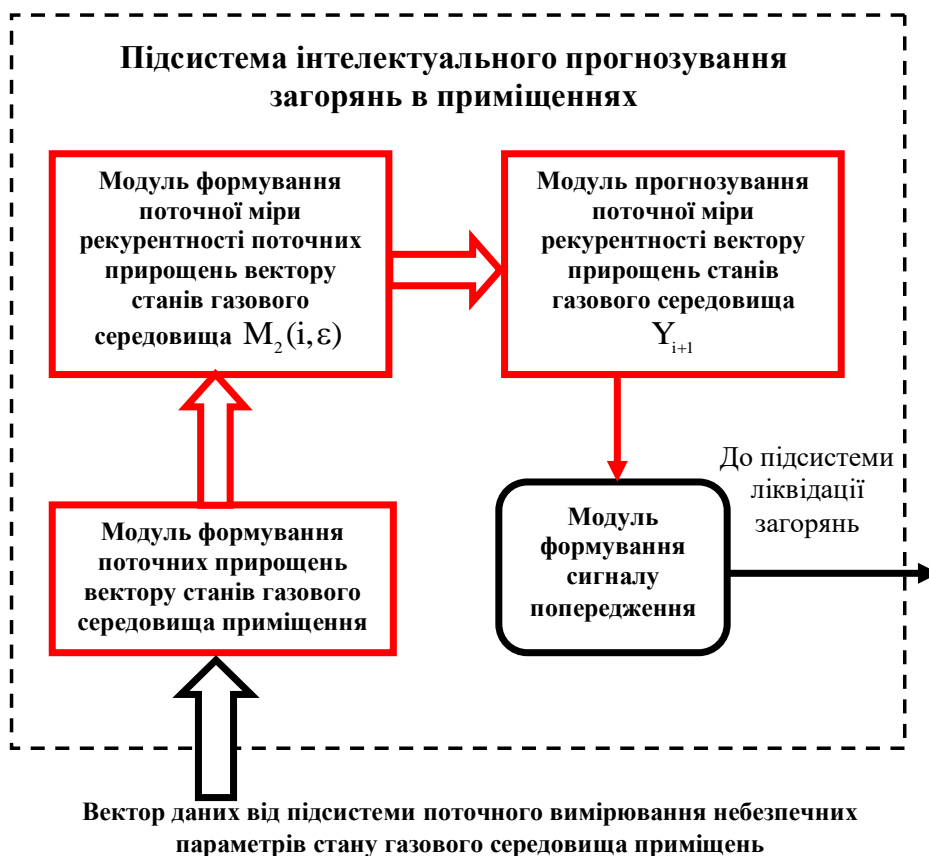 Підсистема інтелектуального прогнозування
загорянь в приміщеннях
Модуль формування
поточної міри
рекурентності поточних
прирощень вектору
станів газового
середовища M₂(i,ε)
Модуль прогнозування
поточної міри
рекурентності вектору
прирощень станів
газового середовища
Yᵢ₊₁
До підсистеми
ліквідації
загорянь
Модуль
формування
сигналу
попередження
Модуль формування
поточних прирощень
вектору станів газового
середовища приміщення
Вектор даних від підсистеми поточного вимірювання небезпечних
параметрів стану газового середовища приміщень